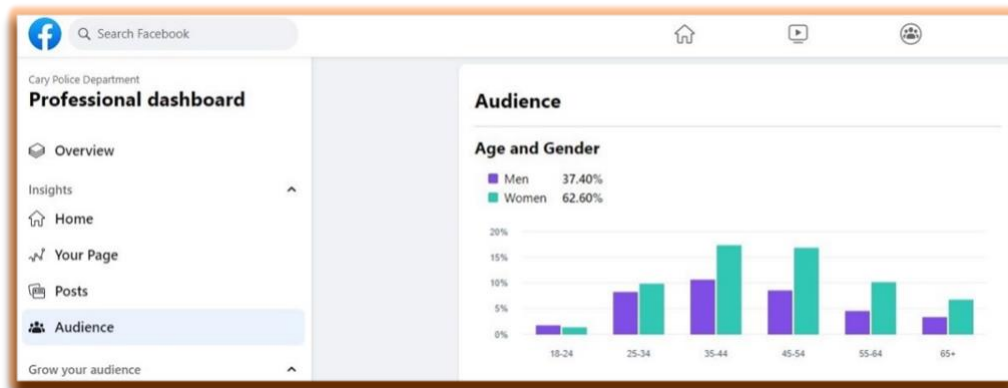 Search Facebook
Cary Police Department
Professional dashboard
Overview
Insights
Home
Your Page
Posts
Audience
Grow your audience
Audience
Age and Gender
Men 37.40%
Women 62.60%
20%
15%
10%
5%
0%
18-24 25-34 35-44 45-54 55-64 65+